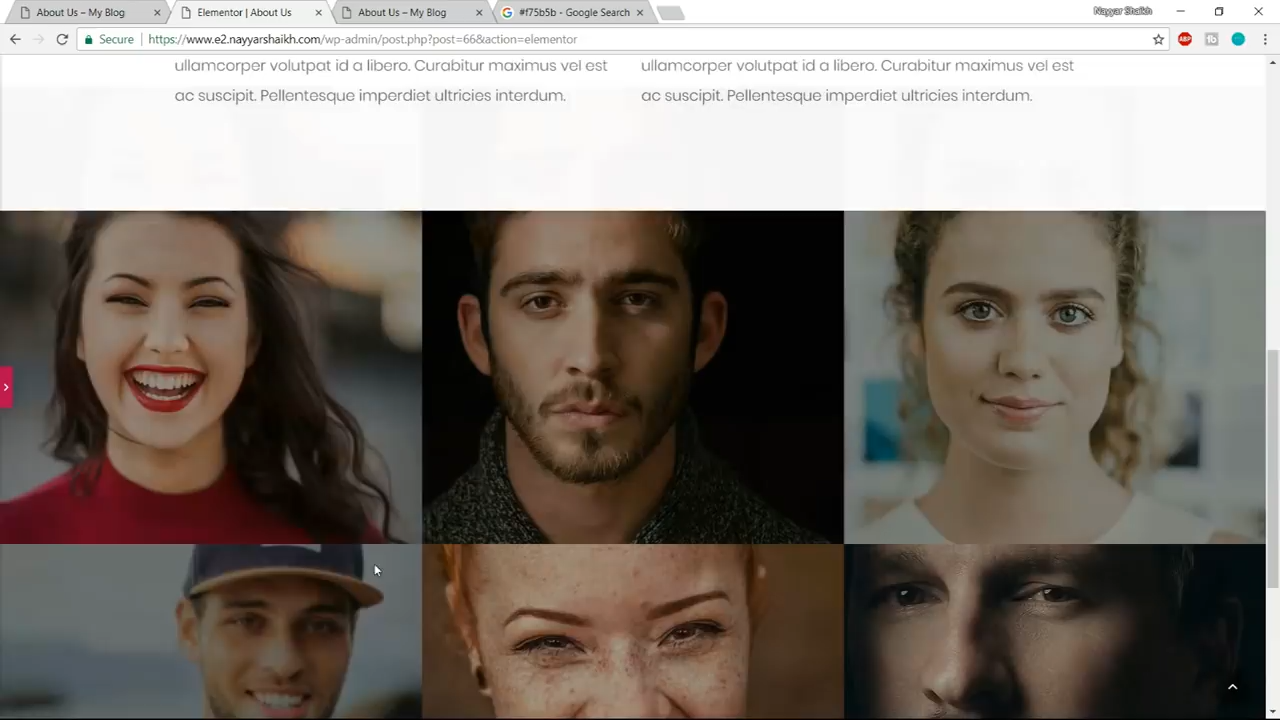 About Us – My Blog
Elementor | About Us
About Us – My Blog
#f75b5b - Google Search
Nayyar Shaikh
Secure
https://www.e2.nayyarshaikh.com/wp-admin/post.php?post=66&action=elementor
ABP
ullamcorper volutpat id a libero. Curabitur maximus vel est
ac suscipit. Pellentesque imperdiet ultricies interdum.
ullamcorper volutpat id a libero. Curabitur maximus vel est
ac suscipit. Pellentesque imperdiet ultricies interdum.